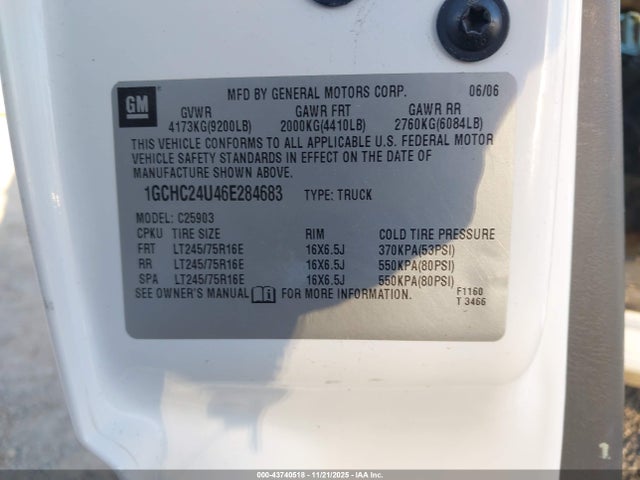 GM
MFD BY GENERAL MOTORS CORP. 06/06
GVWR GAWR FRT GAWR RR
4173KG(9200LB) 2000KG(4410LB) 2760KG(6084LB)
THIS VEHICLE CONFORMS TO ALL APPLICABLE U.S. FEDERAL MOTOR
VEHICLE SAFETY STANDARDS IN EFFECT ON THE DATE OF
MANUFACTURE SHOWN ABOVE.
1GCHC24U46E284683 TYPE: TRUCK
MODEL: C25903
CPKU TIRE SIZE RIM COLD TIRE PRESSURE
FRT LT245/75R16E 16X6.5J 370KPA(53PSI)
RR LT245/75R16E 16X6.5J 550KPA(80PSI)
SPA LT245/75R16E 16X6.5J 550KPA(80PSI)
SEE OWNER'S MANUAL FOR MORE INFORMATION. F1160
T 3466
000-43740518 - 11/21/2025 - IAAI.COM